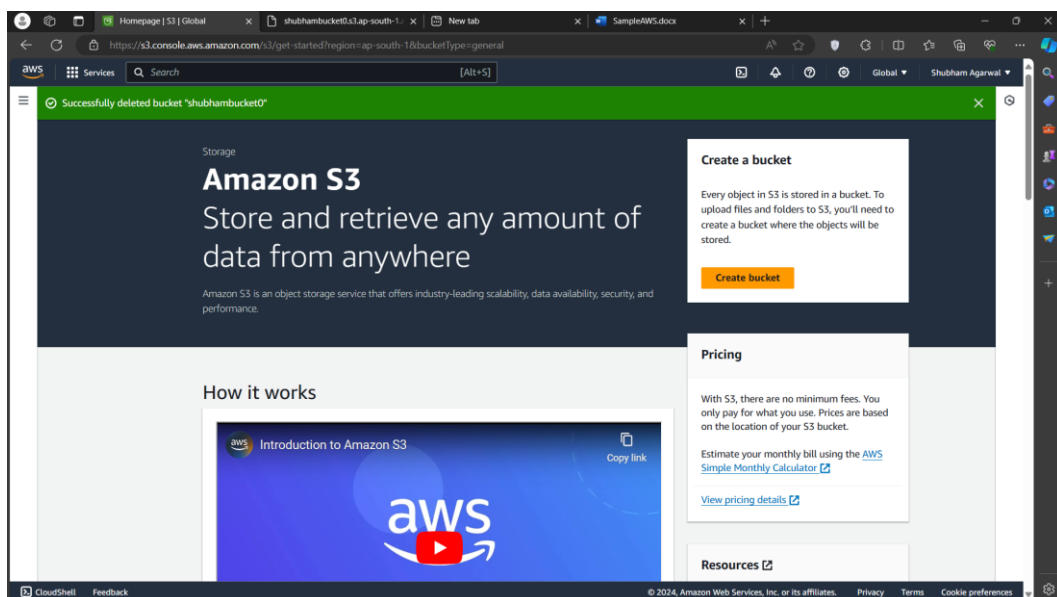 Homepage | S3 | Global
shubhambucket0.s3.ap-south-1.
New tab
SampleAWS.docx
https://s3.console.aws.amazon.com/s3/get-started?region=ap-south-1&bucketType=general
aws
Services
Search
[Alt+S]
Global
Shubham Agarwal
Successfully deleted bucket "shubhambucket0"
Storage
Amazon S3
Store and retrieve any amount of
data from anywhere
Amazon S3 is an object storage service that offers industry-leading scalability, data availability, security, and
performance.
Create a bucket
Every object in S3 is stored in a bucket. To
upload files and folders to S3, you'll need to
create a bucket where the objects will be
stored.
Create bucket
Pricing
With S3, there are no minimum fees. You
only pay for what you use. Prices are based
on the location of your S3 bucket.
Estimate your monthly bill using the AWS
Simple Monthly Calculator
View pricing details
Resources
How it works
aws
Introduction to Amazon S3
Copy link
aws
CloudShell
Feedback
© 2024, Amazon Web Services, Inc. or its affiliates.
Privacy
Terms
Cookie preferences